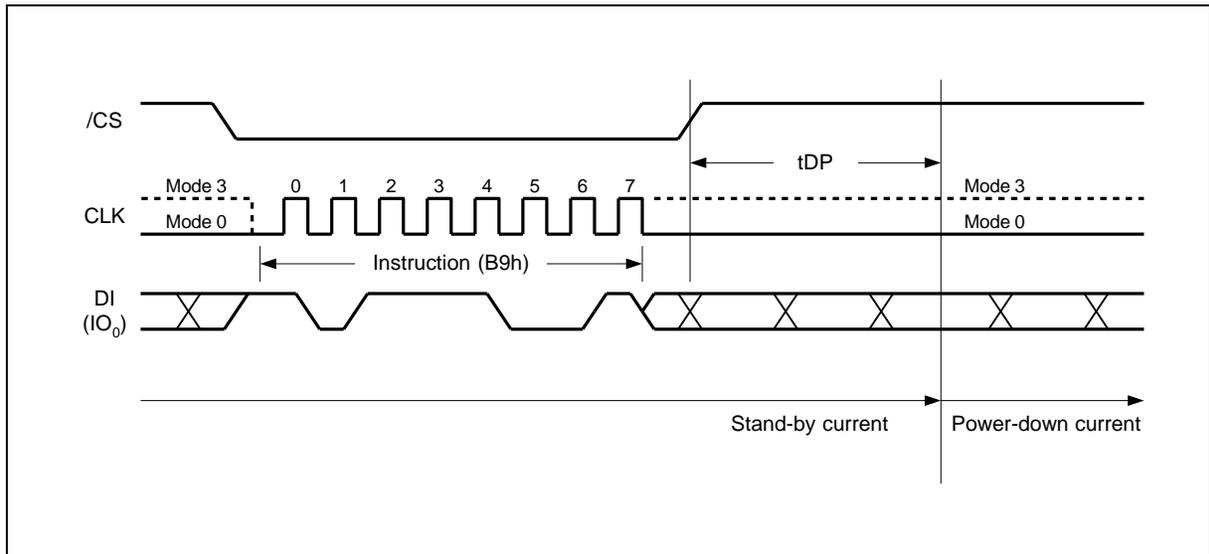 /CS
tDP
Mode 3
0 1 2 3 4 5 6 7
Mode 3
CLK
Mode 0
Mode 0
Instruction (B9h)
DI
(IO₀)
Stand-by current
Power-down current